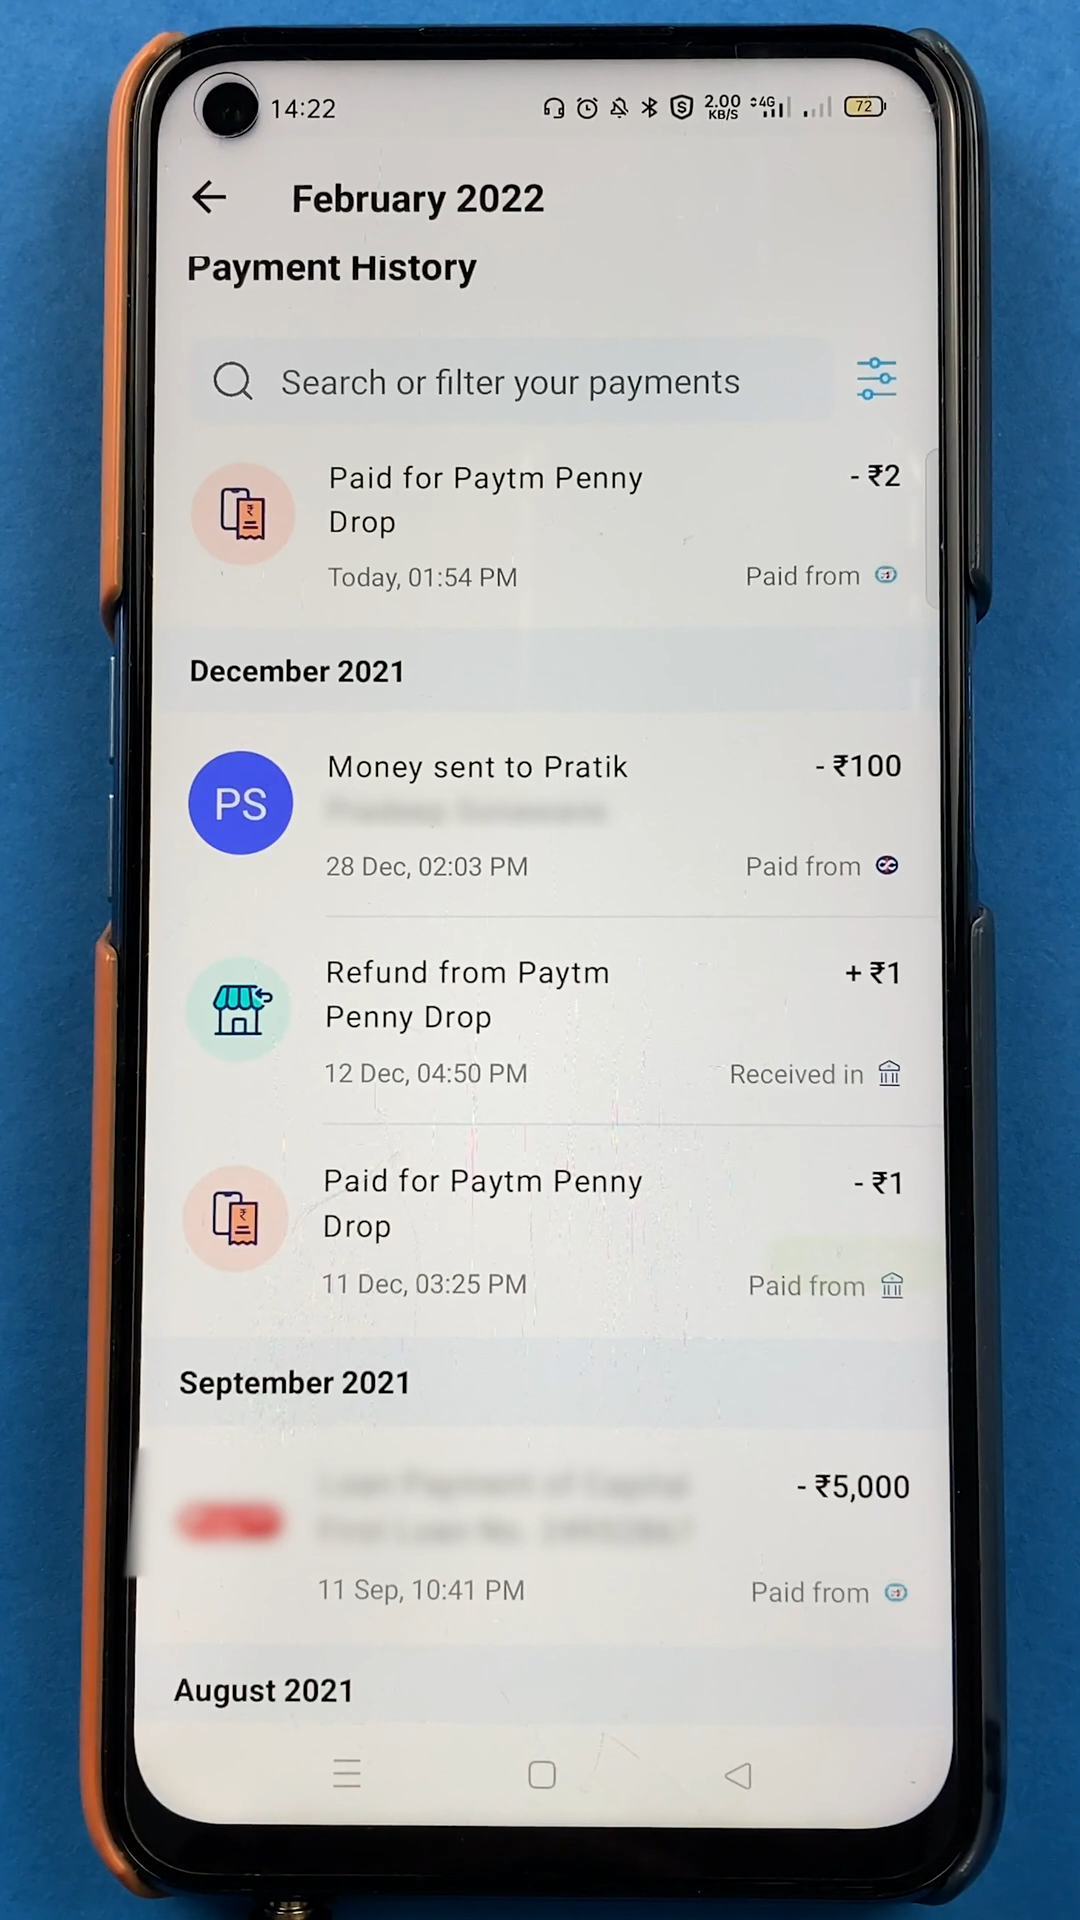 14:22
2.00 KB/S 4G 72
February 2022
Payment History
Search or filter your payments
Paid for Paytm Penny Drop - ₹2
Today, 01:54 PM Paid from
December 2021
PS
Money sent to Pratik - ₹100
28 Dec, 02:03 PM Paid from
Refund from Paytm Penny Drop + ₹1
12 Dec, 04:50 PM Received in
Paid for Paytm Penny Drop - ₹1
11 Dec, 03:25 PM Paid from
September 2021
- ₹5,000
11 Sep, 10:41 PM Paid from
August 2021